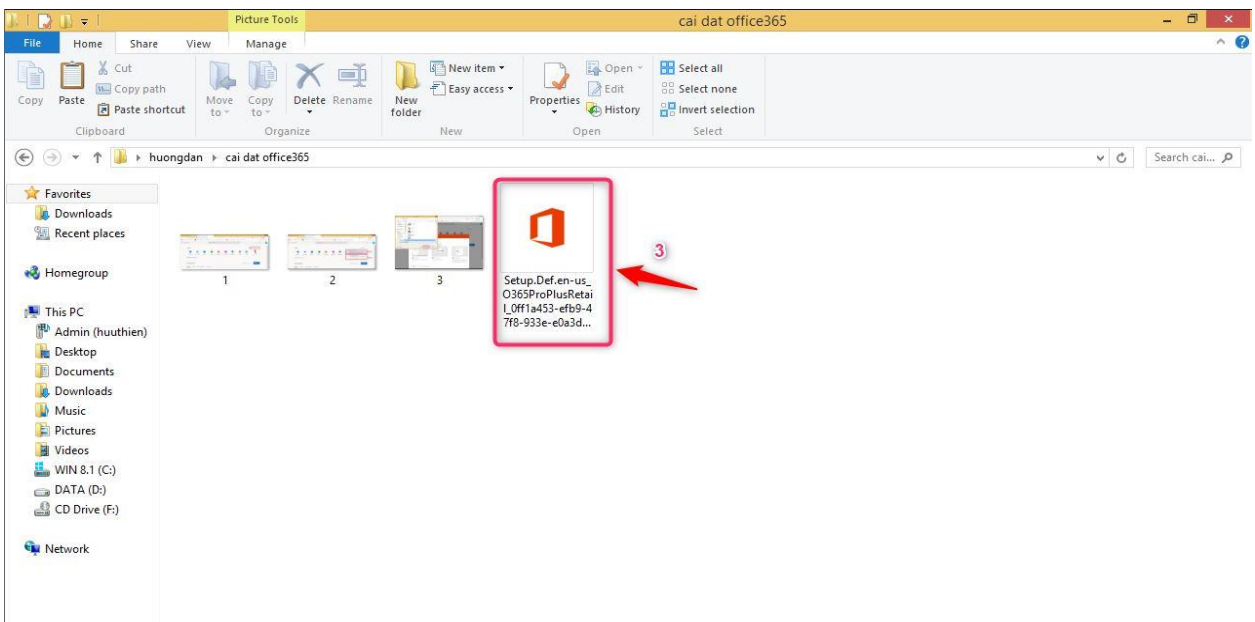 Picture Tools
cai dat office365
File Home Share View Manage
Copy
Paste
Cut
Copy path
Paste shortcut
Clipboard
Move to
Copy to
Delete
Rename
Organize
New folder
New item
Easy access
New
Properties
Open
Edit
History
Open
Select all
Select none
Invert selection
Select
huongdan cai dat office365
Search cai...
Favorites
Downloads
Recent places
Homegroup
This PC
Admin (huuthien)
Desktop
Documents
Downloads
Music
Pictures
Videos
WIN 8.1 (C:)
DATA (D:)
CD Drive (F:)
Network
1
2
3
Setup.Def.en-us_
O365ProPlusRetai
l_0ff1a453-efb9-4
7f8-933e-e0a3d...
3